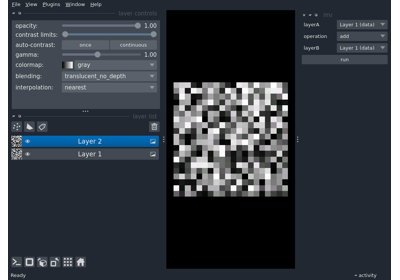 File View Plugins Window Help
layer controls
opacity: 1.00
contrast limits:
auto-contrast: once continuous
gamma: 1.00
colormap: gray
blending: translucent_no_depth
interpolation: nearest
layer list
Layer 2
Layer 1
Ready
activity
layerA Layer 1 (data)
operation add
layerB Layer 1 (data)
run